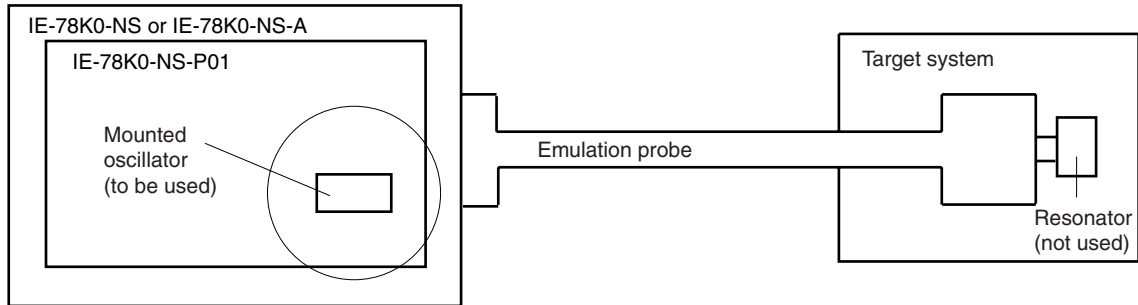 IE-78K0-NS or IE-78K0-NS-A
IE-78K0-NS-P01
Mounted
oscillator
(to be used)
Emulation probe
Target system
Resonator
(not used)